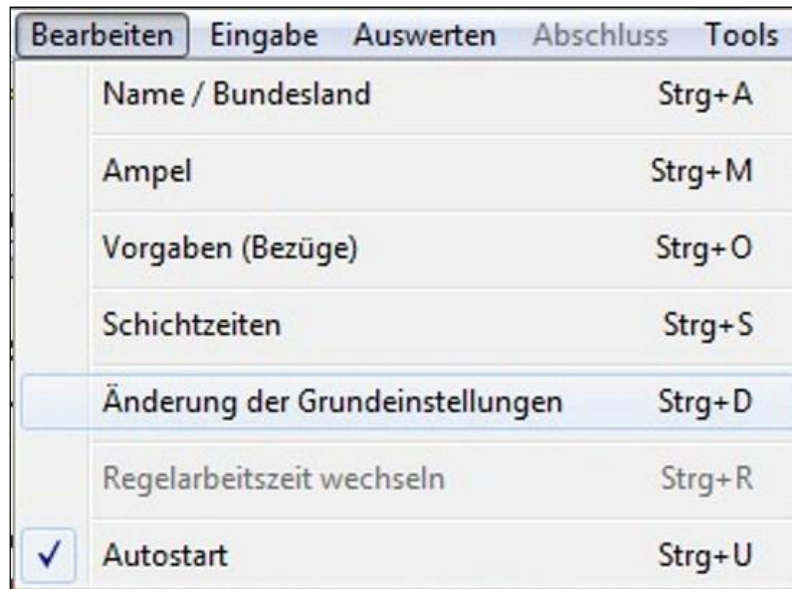 Bearbeiten Eingabe Auswerten Abschluss Tools
Name / Bundesland Strg+A
Ampel Strg+M
Vorgaben (Bezüge) Strg+O
Schichtzeiten Strg+S
Änderung der Grundeinstellungen Strg+D
Regelarbeitszeit wechseln Strg+R
Autostart Strg+U